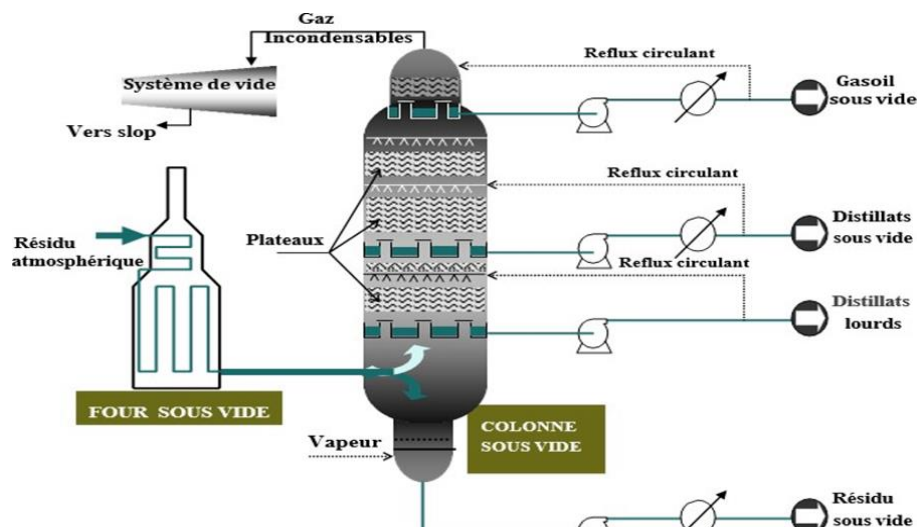 Gaz
Incondensables
Reflux circulant
Système de vide
Gasoil
sous vide
Vers slop
Reflux circulant
Résidu
atmosphérique
Plateaux
Distillats
sous vide
Reflux circulant
Distillats
lourds
FOUR SOUS VIDE
COLONNE
SOUS VIDE
Vapeur
Résidu
sous vide